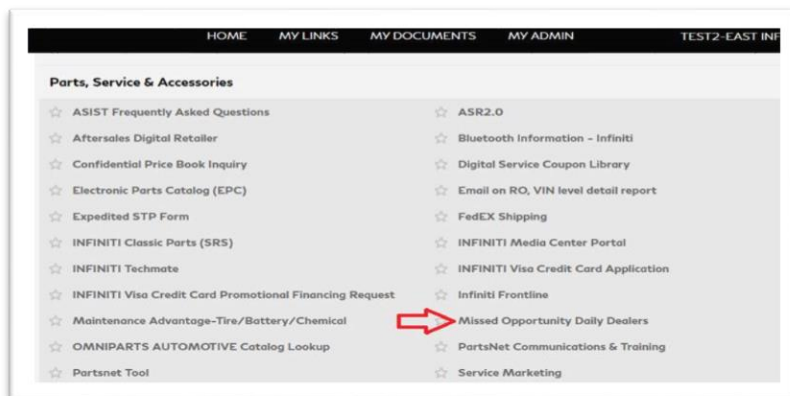 HOME MY LINKS MY DOCUMENTS MY ADMIN TEST2-EAST INF
Parts, Service & Accessories
ASIST Frequently Asked Questions ASR2.0
Aftersales Digital Retailer Bluetooth Information - Infiniti
Confidential Price Book Inquiry Digital Service Coupon Library
Electronic Parts Catalog (EPC) Email on RO, VIN level detail report
Expedited STP Form FedEX Shipping
INFINITI Classic Parts (SRS) INFINITI Media Center Portal
INFINITI Techmate INFINITI Visa Credit Card Application
INFINITI Visa Credit Card Promotional Financing Request Infiniti Frontline
Maintenance Advantage-Tire/Battery/Chemical Missed Opportunity Daily Dealers
OMNIPARTS AUTOMOTIVE Catalog Lookup PartsNet Communications & Training
Partsnet Tool Service Marketing